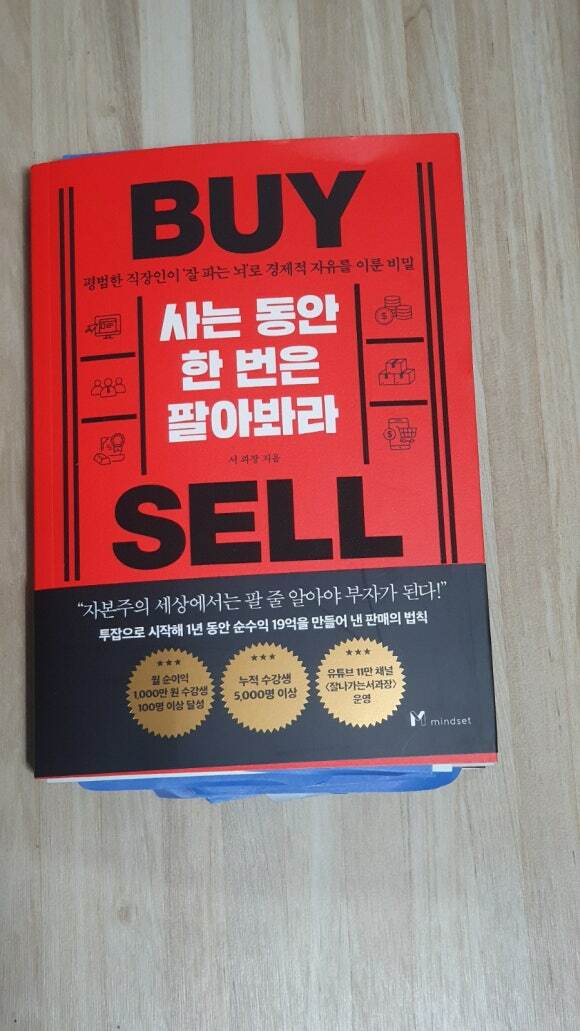 BUY
평범한 직장인이 '잘 파는 뇌'로 경제적 자유를 이룬 비밀
사는 동안
한 번은
팔아봐라
서 과장 지음
SELL
“자본주의 세상에서는 팔 줄 알아야 부자가 된다!”
투잡으로 시작해 1년 동안 순수익 19억을 만들어 낸 판매의 법칙
★★★
월 순이익
1,000만 원 수강생
100명 이상 달성
★★★
누적 수강생
5,000명 이상
★★★
유튜브 11만 채널
〈잘나가는서과장〉
운영
mindset